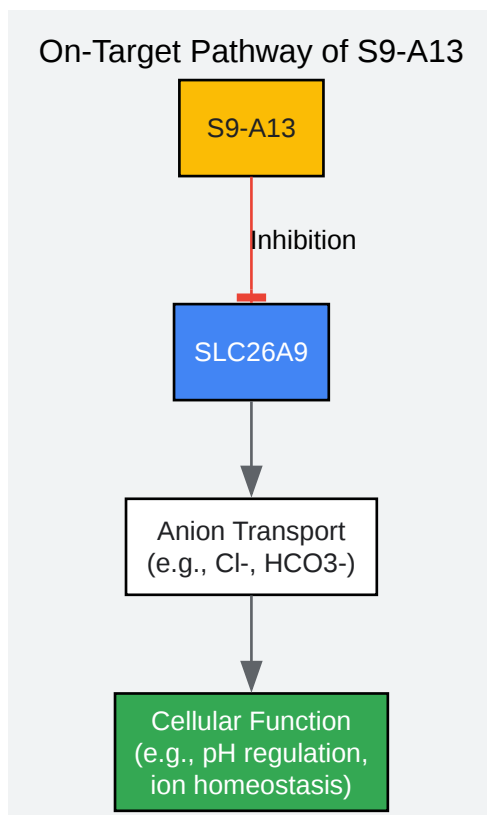 On-Target Pathway of S9-A13
S9-A13
Inhibition
SLC26A9
Anion Transport
(e.g., Cl-, HCO3-)
Cellular Function
(e.g., pH regulation,
ion homeostasis)